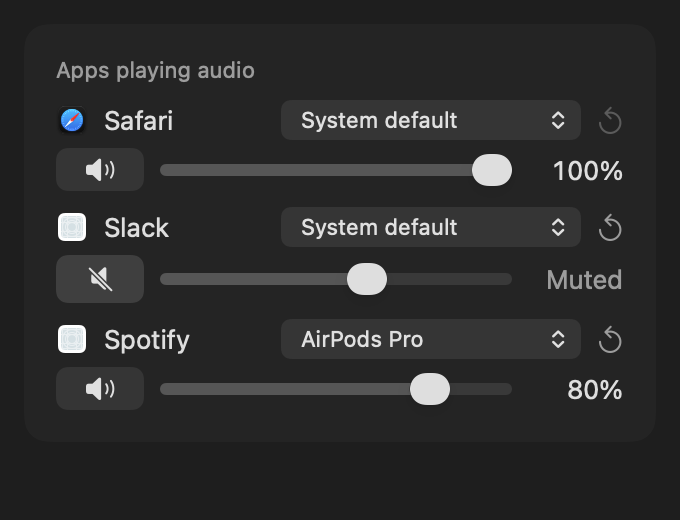 Apps playing audio
Safari System default
100%
Slack System default
Muted
Spotify AirPods Pro
80%